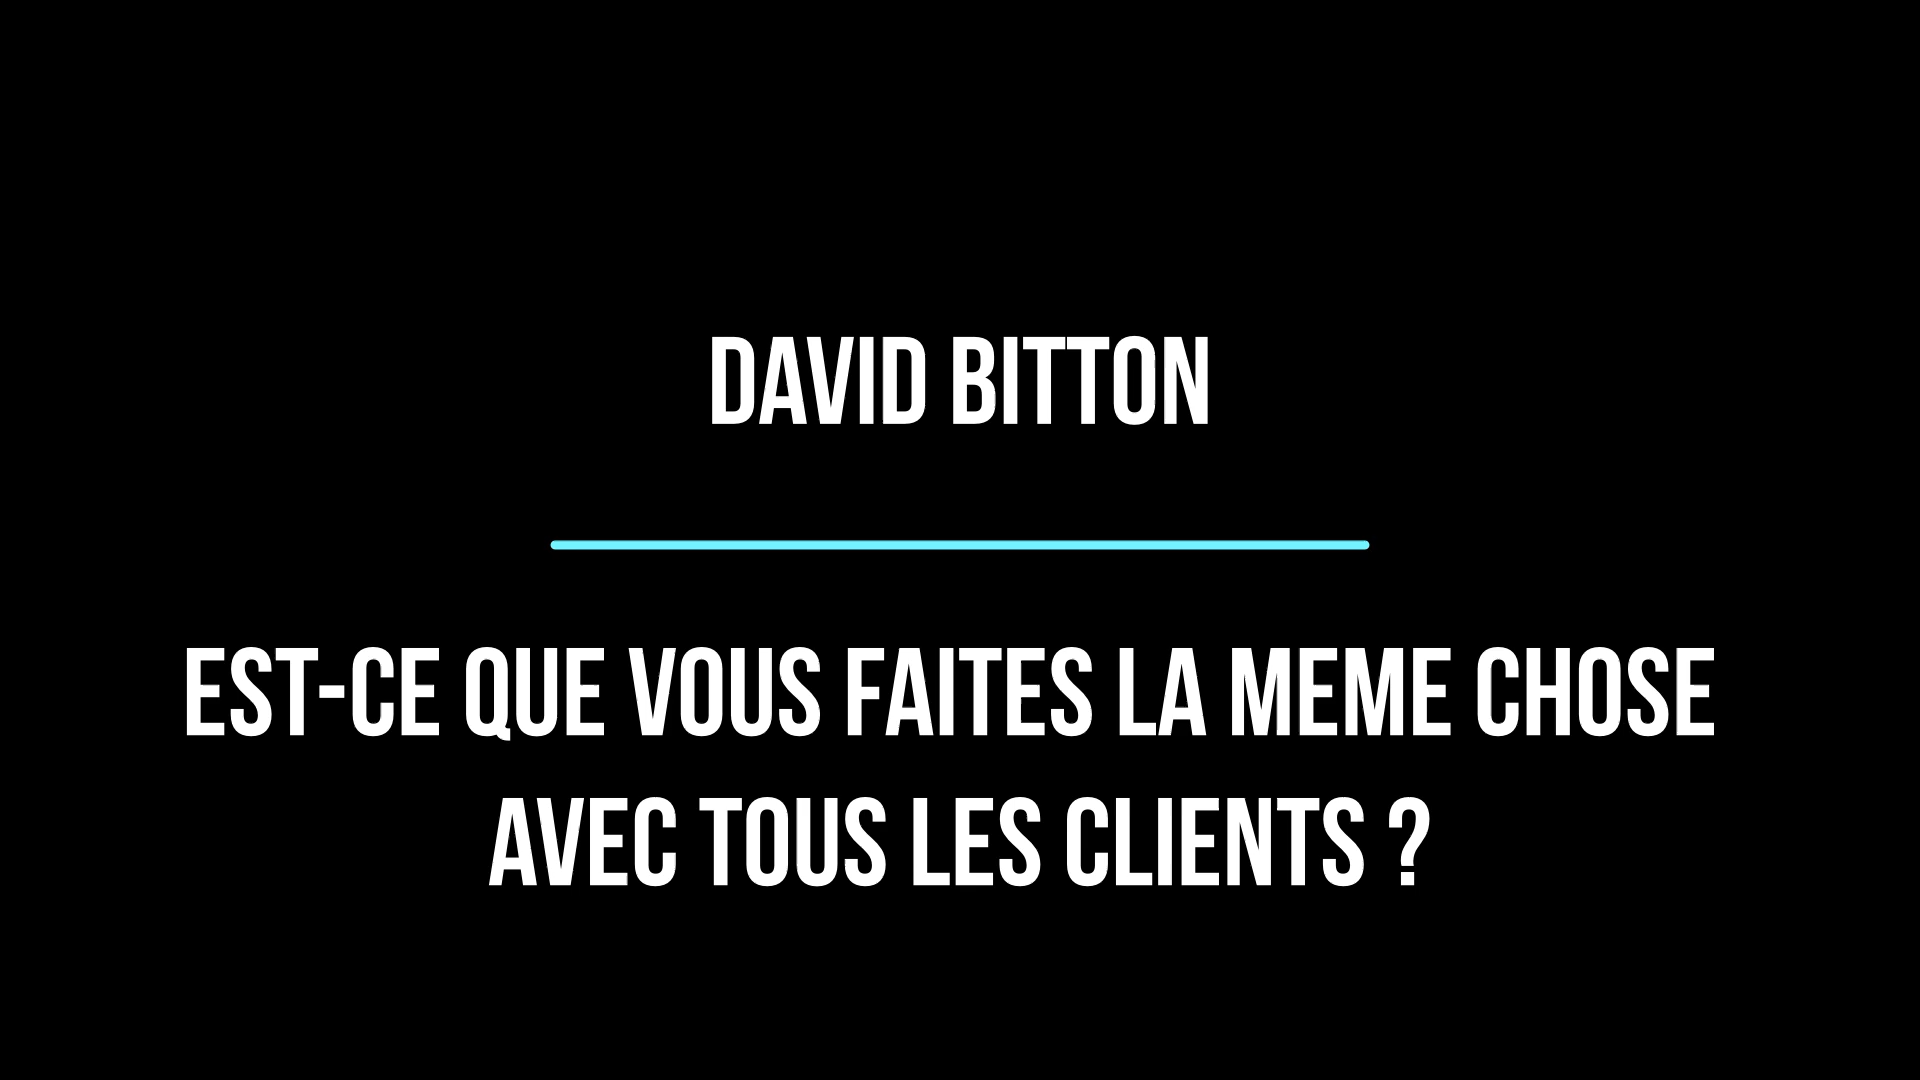 DAVID BITTON
EST-CE QUE VOUS FAITES LA MEME CHOSE
AVEC TOUS LES CLIENTS ?